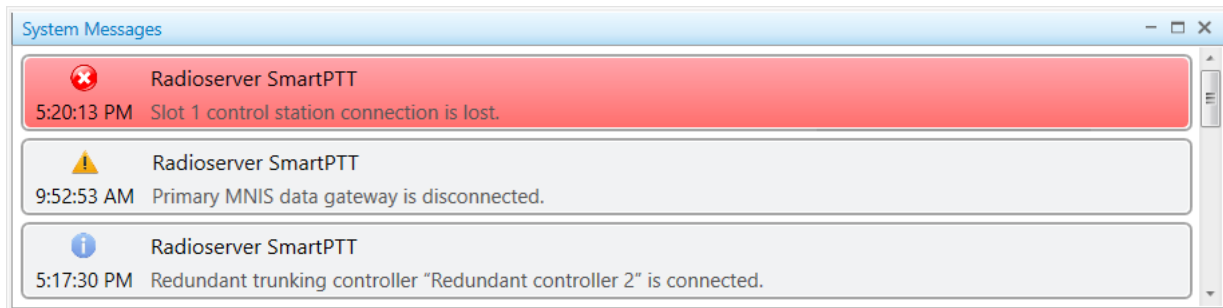 System Messages
Radioserver SmartPTT
5:20:13 PM Slot 1 control station connection is lost.
Radioserver SmartPTT
9:52:53 AM Primary MNIS data gateway is disconnected.
Radioserver SmartPTT
5:17:30 PM Redundant trunking controller “Redundant controller 2” is connected.